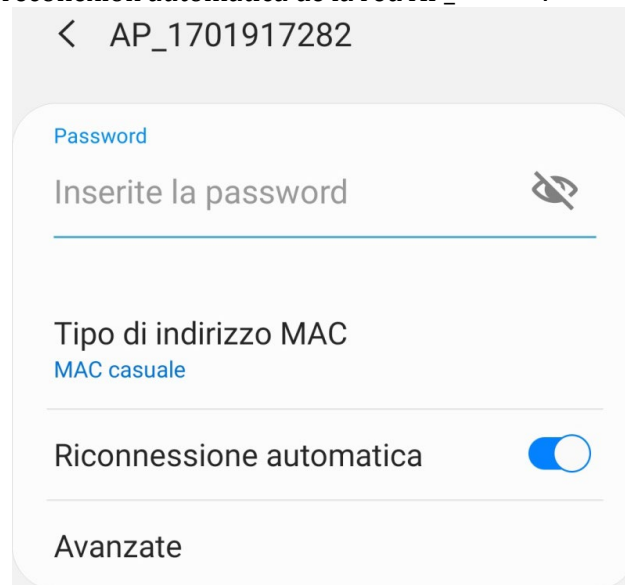 AP_1701917282
Password
Inserite la password
Tipo di indirizzo MAC
MAC casuale
Riconnessione automatica
Avanzate